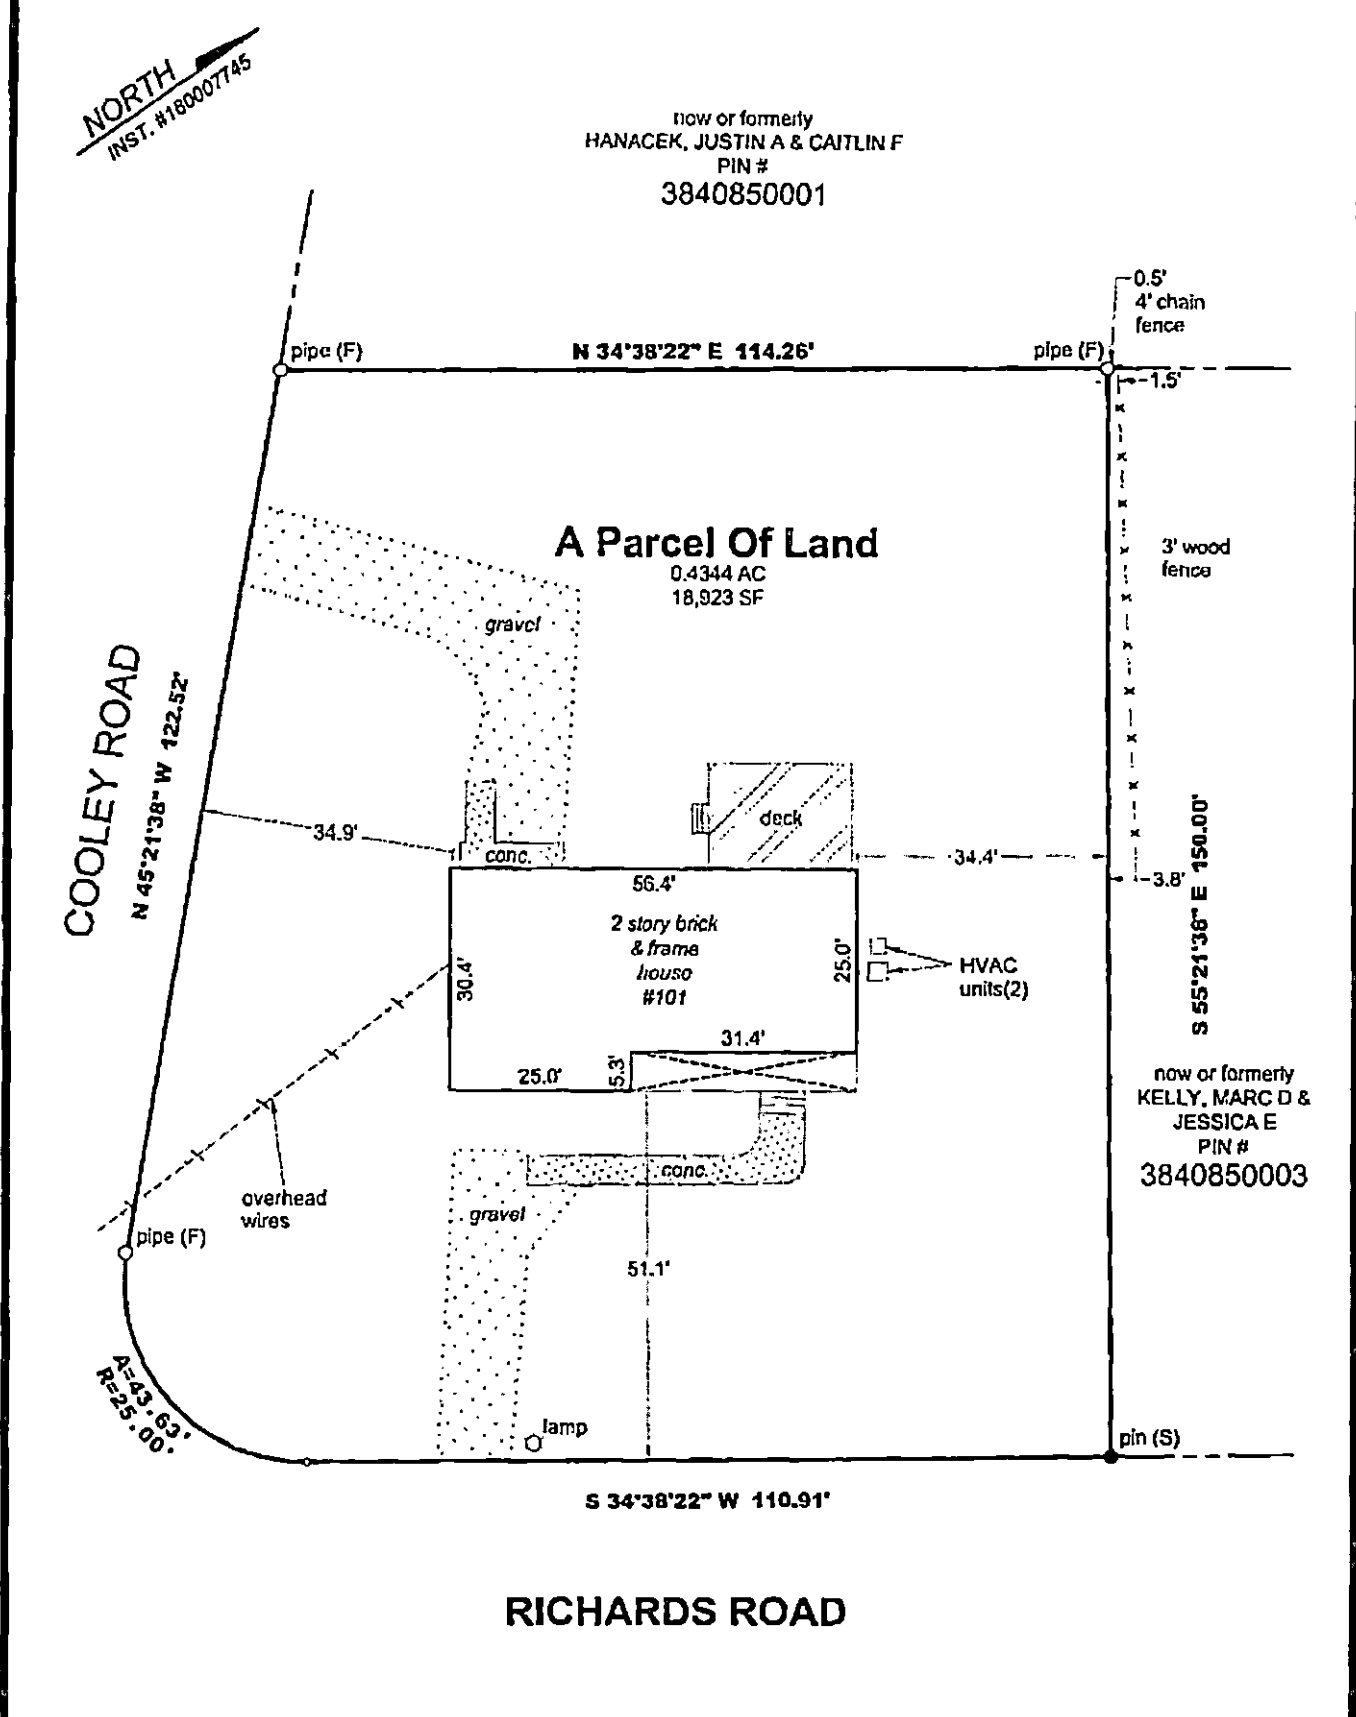 NORTH
INST. #180007745
now or formerly
HANACEK, JUSTIN A & CAITLIN F
PIN #
3840850001
0.5'
4' chain
fence
pipe (F)
N 34°38'22" E 114.26'
pipe (F)
1.5'
A Parcel Of Land
0.4344 AC
18,923 SF
3' wood
fence
gravel
COOLEY ROAD
N 45°21'38" W 122.52'
deck
34.9'
conc.
34.4'
3.8'
56.4'
2 story brick
& frame
house
#101
30.4'
25.0'
HVAC
units(2)
S 55°21'38" E 150.00'
31.4'
25.0'
5.3'
now or formerly
KELLY, MARC D &
JESSICA E
PIN #
3840850003
conc.
overhead
wires
gravel
pipe (F)
51.1'
A=43.63'
R=25.00'
lamp
pin (S)
S 34°38'22" W 110.91'
RICHARDS ROAD